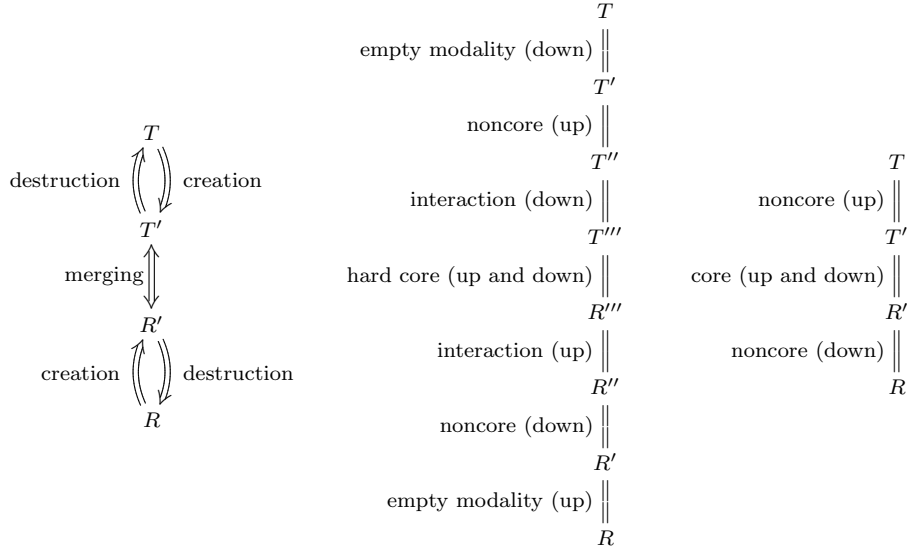 T
destruction creation
T′
merging
R′
creation destruction
R
T
empty modality (down)
T′
noncore (up)
T′′
interaction (down)
T′′′
hard core (up and down)
R′′′
interaction (up)
R′′
noncore (down)
R′
empty modality (up)
R
T
noncore (up)
T′
core (up and down)
R′
noncore (down)
R